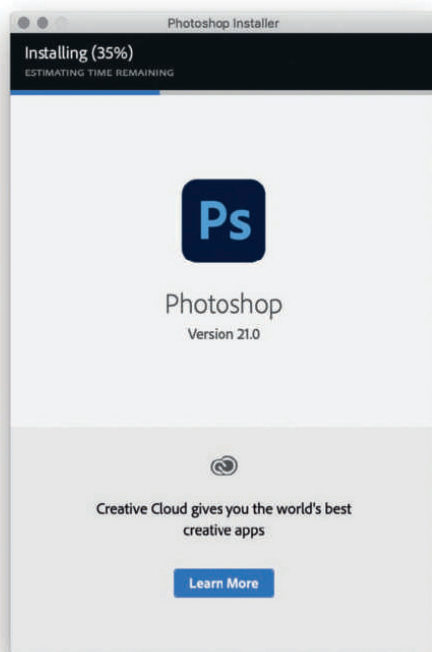 Photoshop Installer
Installing (35%)
ESTIMATING TIME REMAINING
Ps
Photoshop
Version 21.0
Creative Cloud gives you the world's best
creative apps
Learn More